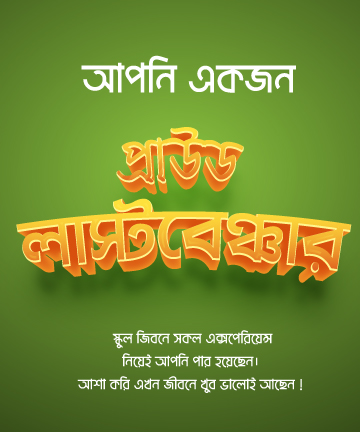 আপনি একজন
প্রাউড
লাস্টবেঞ্চার
স্কুল জিবনে সকল এক্সপেরিয়েন্স
নিয়েই আপনি পার হয়েছেন।
আশা করি এখন জীবনে খুব ভালোই আছেন !